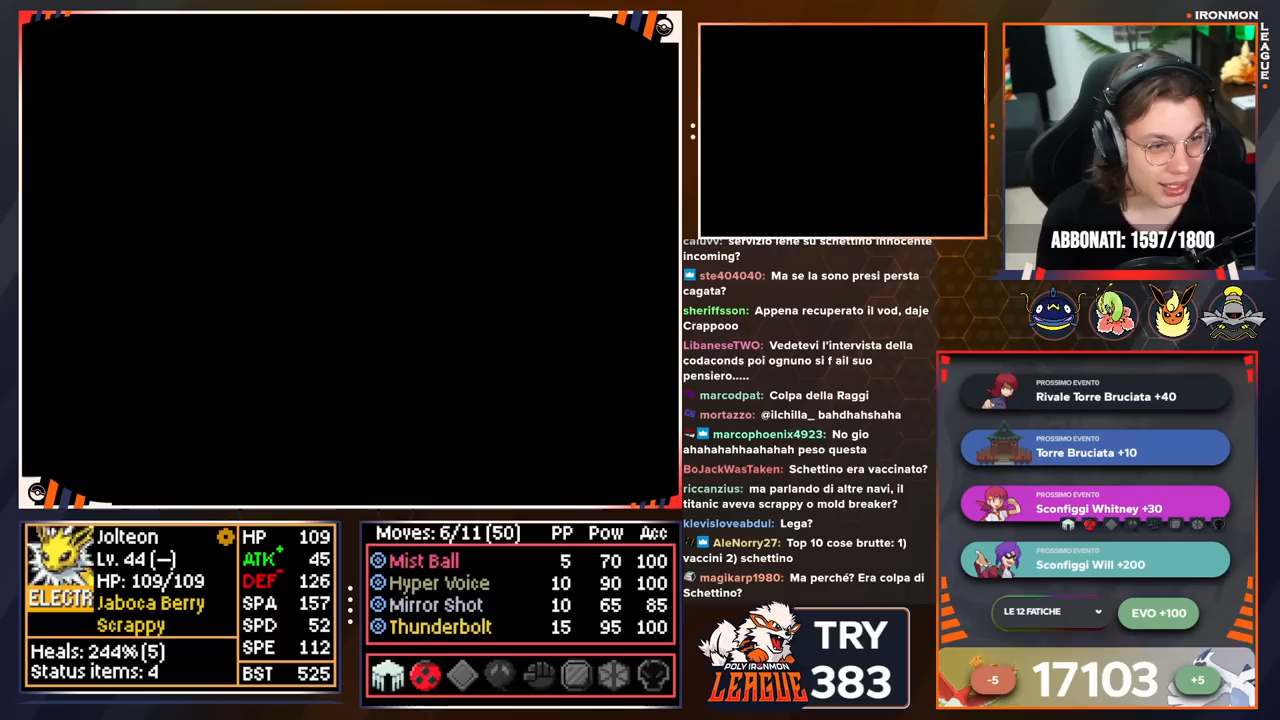 IRONMON
LEAGUE
ABBONATI: 1597/1800
caluvv: servizio iene su schettino innocente
incoming?
ste404040: Ma se la sono presi persta
cagata?
sheriffsson: Appena recuperato il vod, daje
Crappooo
LibaneseTWO: Vedetevi l'intervista della
codaconds poi ognuno si f ail suo
pensiero.....
marcodpat: Colpa della Raggi
mortazzo: @ilchilla_ bahdhahshaha
marcophoenix4923: No gio
ahahahahhaahahah peso questa
BoJackWasTaken: Schettino era vaccinato?
riccanzius: ma parlando di altre navi, il
titanic aveva scrappy o mold breaker?
klevisloveabdul: Lega?
AleNorry27: Top 10 cose brutte: 1)
vaccini 2) schettino
magikarp1980: Ma perché? Era colpa di
Schettino?
PROSSIMO EVENTO
Rivale Torre Bruciata +40
PROSSIMO EVENTO
Torre Bruciata +10
PROSSIMO EVENTO
Sconfiggi Whitney +30
PROSSIMO EVENTO
Sconfiggi Will +200
LE 12 FATICHE
EVO +100
-5
17103
+5
Jolteon
Lv. 44 (—)
HP: 109/109
ELECTR
Jaboca Berry
Scrappy
Heals: 244% (5)
Status items: 4
HP 109
ATK+ 45
DEF- 126
SPA 157
SPD 52
SPE 112
BST 525
Moves: 6/11 (50) PP Pow Acc
Mist Ball 5 70 100
Hyper Voice 10 90 100
Mirror Shot 10 65 85
Thunderbolt 15 95 100
POLY IRONMON
LEAGUE
TRY
383